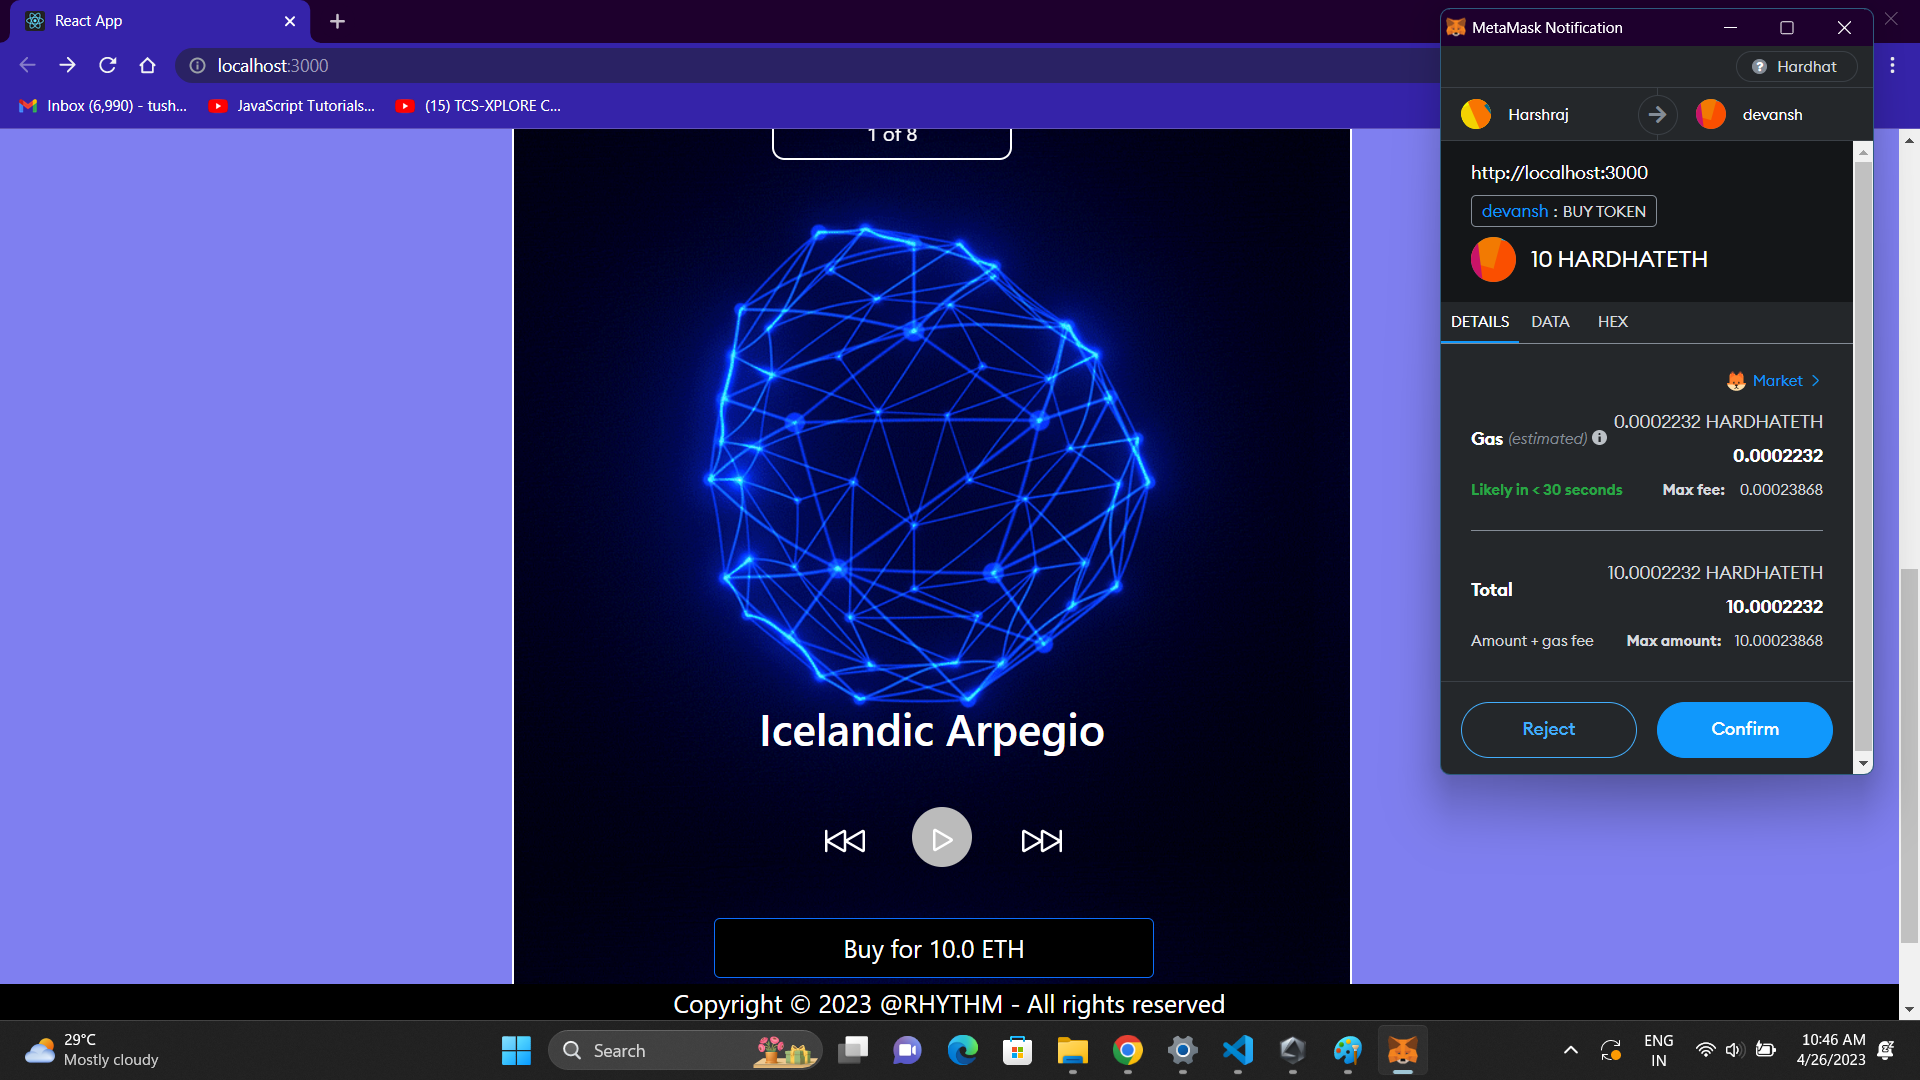 React App
localhost:3000
Inbox (6,990) - tush...
JavaScript Tutorials...
(15) TCS-XPLORE C...
1 of 8
Icelandic Arpegio
Buy for 10.0 ETH
Copyright © 2023 @RHYTHM - All rights reserved
MetaMask Notification
Hardhat
Harshraj
devansh
http://localhost:3000
devansh : BUY TOKEN
10 HARDHATETH
DETAILS DATA HEX
Market
0.0002232 HARDHATETH
Gas (estimated)
0.0002232
Likely in < 30 seconds Max fee: 0.00023868
10.0002232 HARDHATETH
Total
10.0002232
Amount + gas fee Max amount: 10.00023868
Reject Confirm
29°C
Mostly cloudy
Search
ENG
IN
10:46 AM
4/26/2023